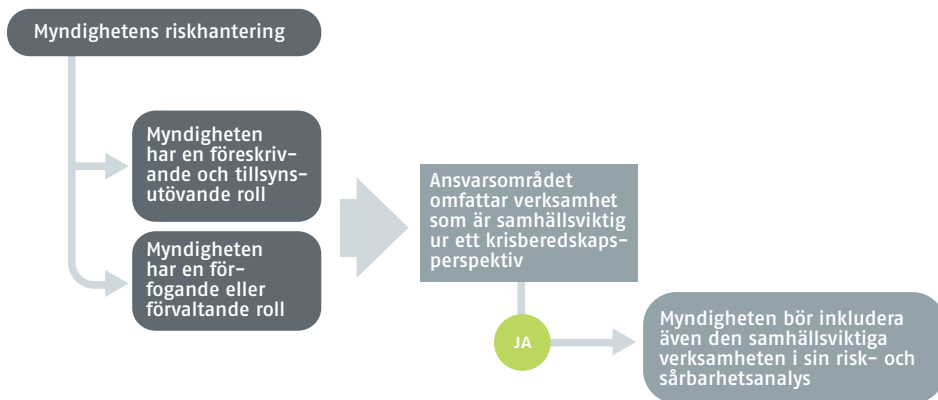 Myndighetens riskhantering
Myndigheten
har en föreskriv-
ande och tillsyns-
utövande roll
Myndigheten
har en för-
fogande eller
förvaltande roll
Ansvarsområdet
omfattar verksamhet
som är samhällsviktig
ur ett krisberedskaps-
perspektiv
JA
Myndigheten bör inkludera
även den samhällsviktiga
verksamheten i sin risk- och
sårbarhetsanalys